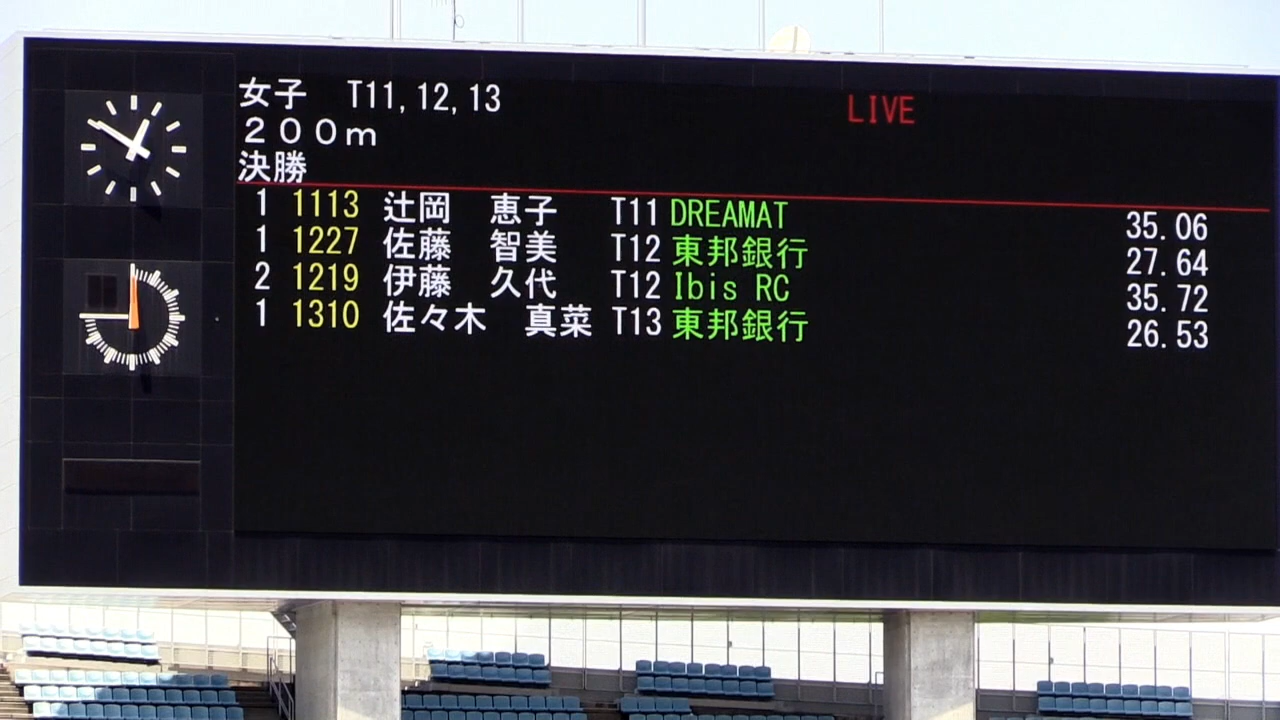 女子　T11,12,13
LIVE
２００ｍ
決勝
1 1113 辻岡　恵子 T11 DREAMAT 35.06
1 1227 佐藤　智美 T12 東邦銀行 27.64
2 1219 伊藤　久代 T12 Ibis RC 35.72
1 1310 佐々木　真菜 T13 東邦銀行 26.53